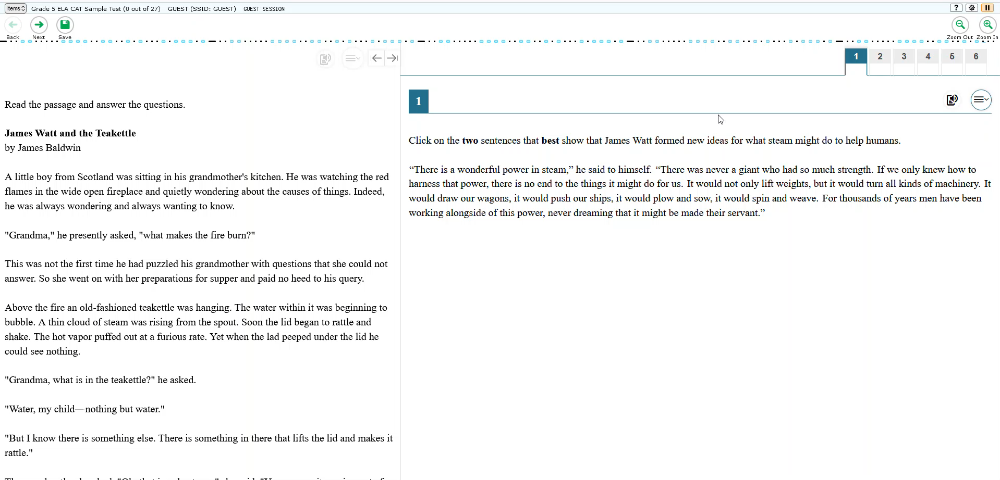 Items Grade 5 ELA CAT Sample Test (0 out of 27) GUEST (SSID: GUEST) GUEST SESSION ?
Back Next Save Zoom Out Zoom In
1 2 3 4 5 6
Read the passage and answer the questions.
James Watt and the Teakettle
by James Baldwin
A little boy from Scotland was sitting in his grandmother's kitchen. He was watching the red
flames in the wide open fireplace and quietly wondering about the causes of things. Indeed,
he was always wondering and always wanting to know.
"Grandma," he presently asked, "what makes the fire burn?"
This was not the first time he had puzzled his grandmother with questions that she could not
answer. So she went on with her preparations for supper and paid no heed to his query.
Above the fire an old-fashioned teakettle was hanging. The water within it was beginning to
bubble. A thin cloud of steam was rising from the spout. Soon the lid began to rattle and
shake. The hot vapor puffed out at a furious rate. Yet when the lad peeped under the lid he
could see nothing.
"Grandma, what is in the teakettle?" he asked.
"Water, my child—nothing but water."
"But I know there is something else. There is something in there that lifts the lid and makes it
rattle."
1
Click on the two sentences that best show that James Watt formed new ideas for what steam might do to help humans.
“There is a wonderful power in steam,” he said to himself. “There was never a giant who had so much strength. If we only knew how to
harness that power, there is no end to the things it might do for us. It would not only lift weights, but it would turn all kinds of machinery. It
would draw our wagons, it would push our ships, it would plow and sow, it would spin and weave. For thousands of years men have been
working alongside of this power, never dreaming that it might be made their servant.”